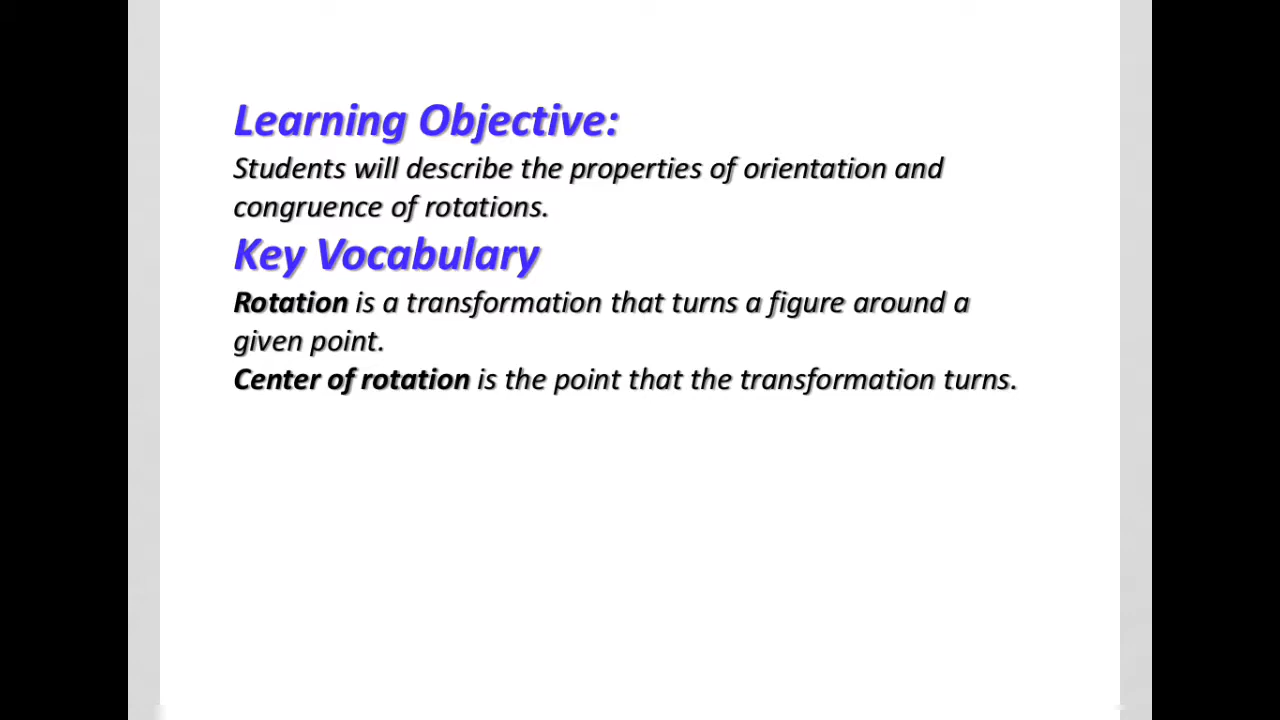 Learning Objective:
Students will describe the properties of orientation and
congruence of rotations.
Key Vocabulary
Rotation is a transformation that turns a figure around a
given point.
Center of rotation is the point that the transformation turns.